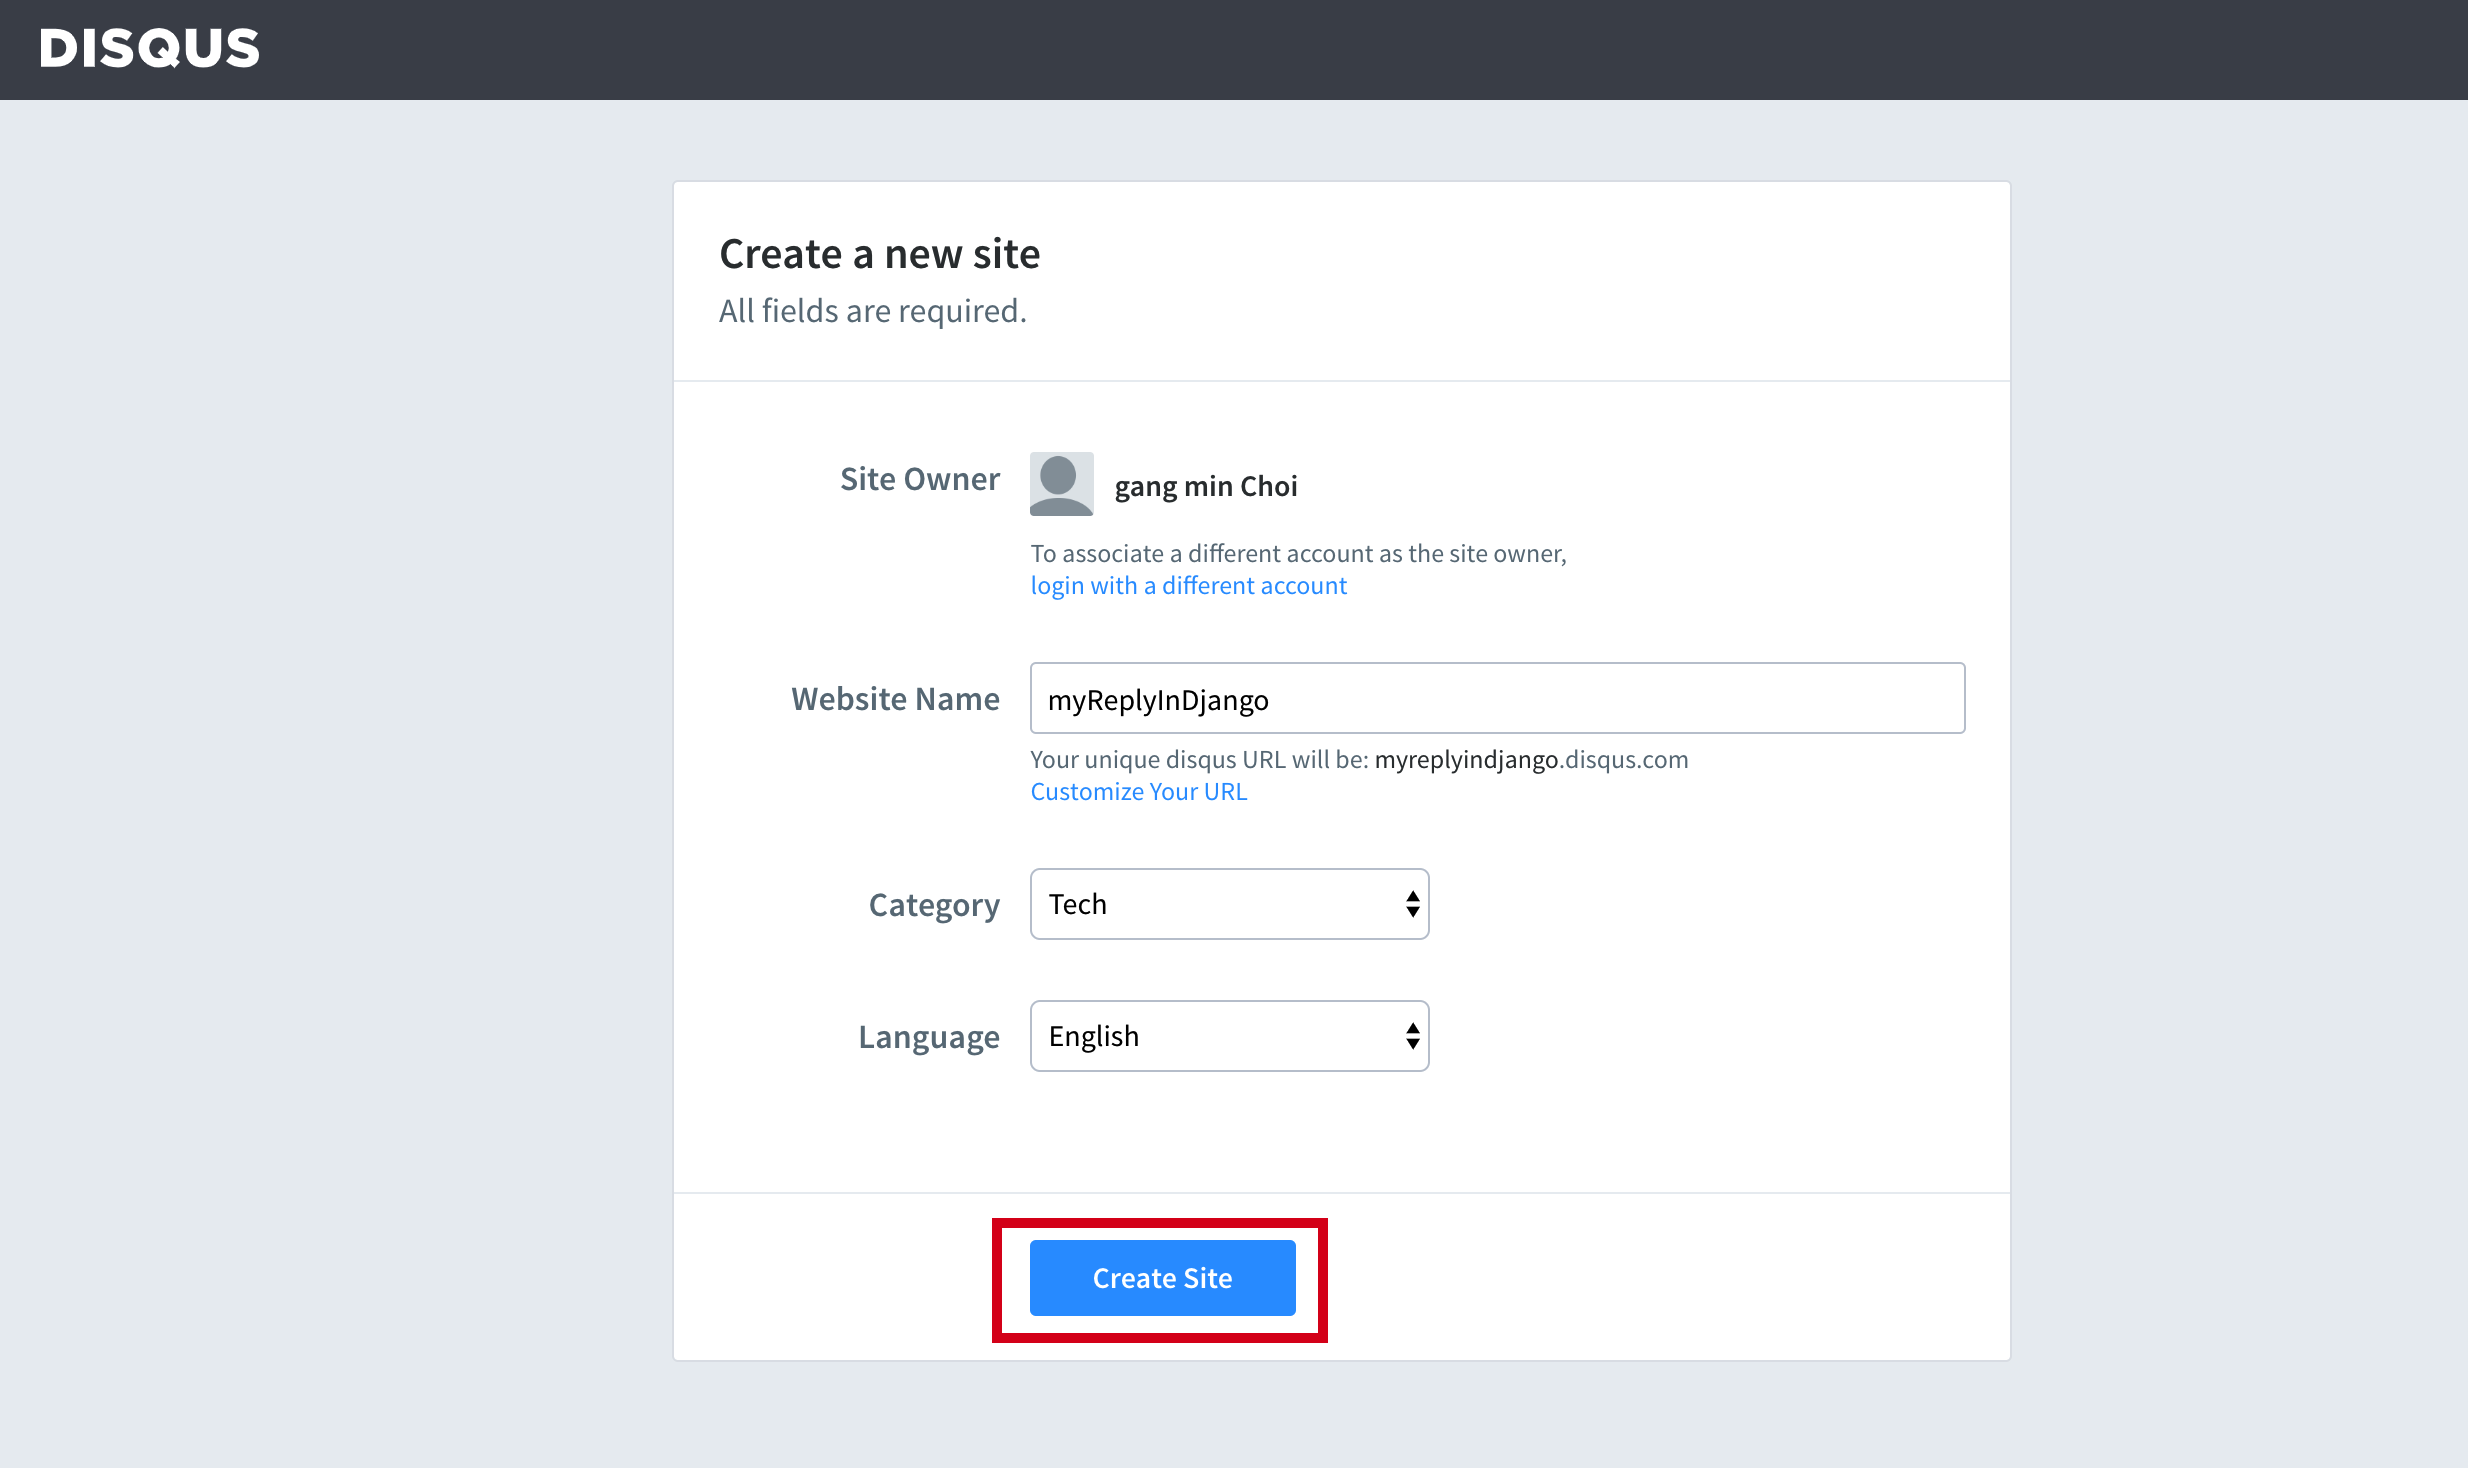 DISQUS
Create a new site
All fields are required.
Site Owner
gang min Choi
To associate a different account as the site owner,
login with a different account
Website Name
myReplyInDjango
Your unique disqus URL will be: myreplyindjango.disqus.com
Customize Your URL
Category
Tech
Language
English
Create Site